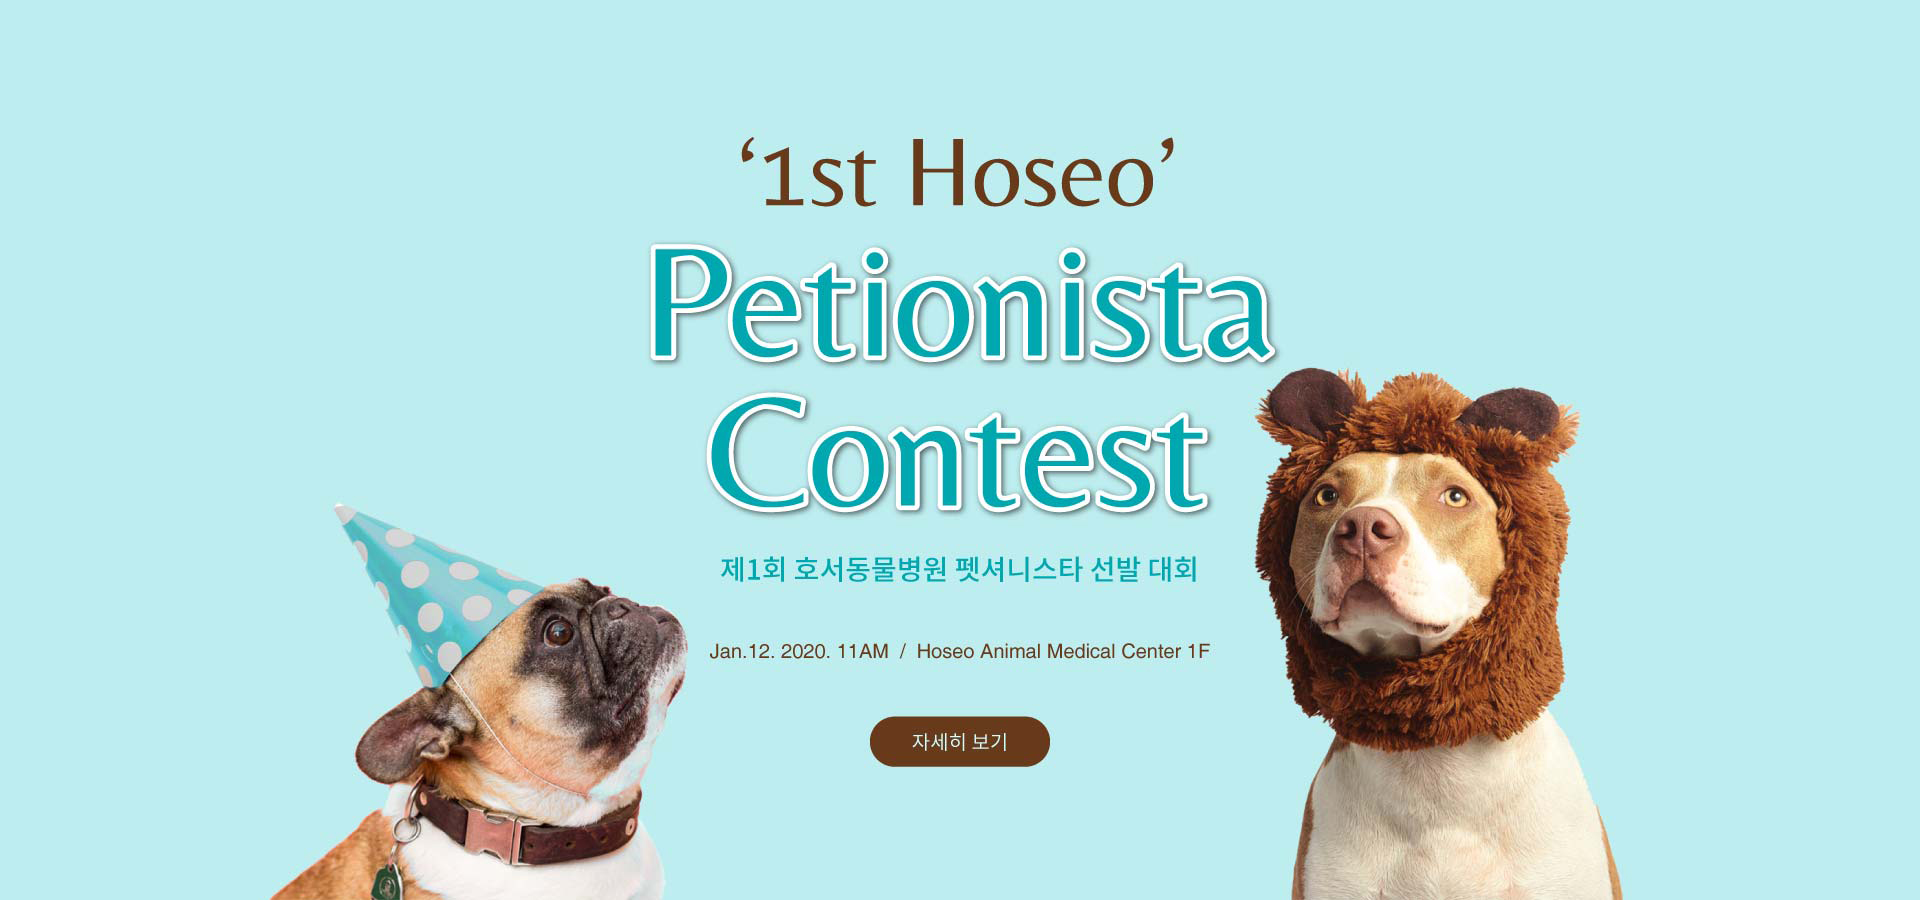 ‘1st Hoseo’
Petionista
Contest
제1회 호서동물병원 펫셔니스타 선발 대회
Jan.12. 2020. 11AM / Hoseo Animal Medical Center 1F
자세히 보기